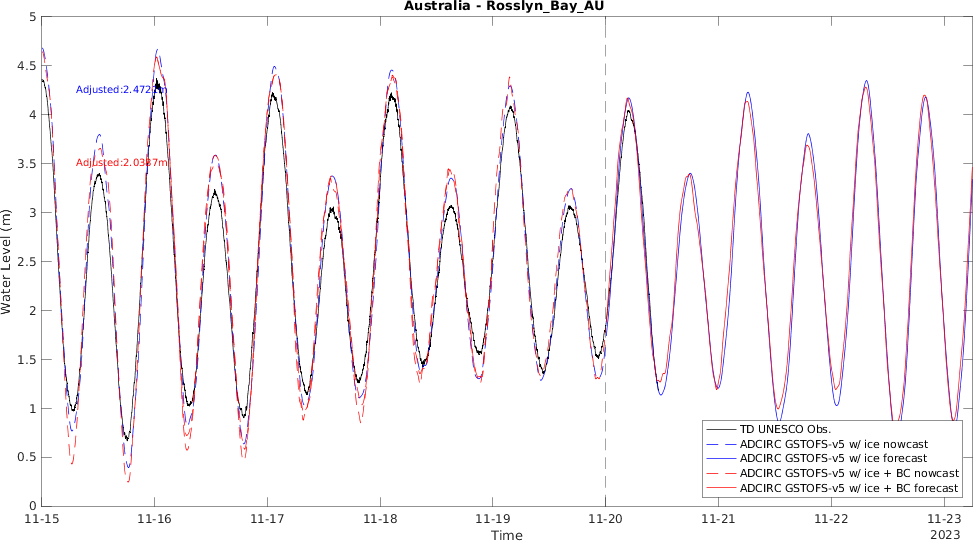 Australia - Rosslyn_Bay_AU
Water Level (m)
5
4.5
4
3.5
3
2.5
2
1.5
1
0.5
0
Adjusted:2.472
Adjusted:2.0387m
TD UNESCO Obs.
ADCIRC GSTOFS-v5 w/ ice nowcast
ADCIRC GSTOFS-v5 w/ ice forecast
ADCIRC GSTOFS-v5 w/ ice + BC nowcast
ADCIRC GSTOFS-v5 w/ ice + BC forecast
11-15 11-16 11-17 11-18 11-19 11-20 11-21 11-22 11-23
Time
2023